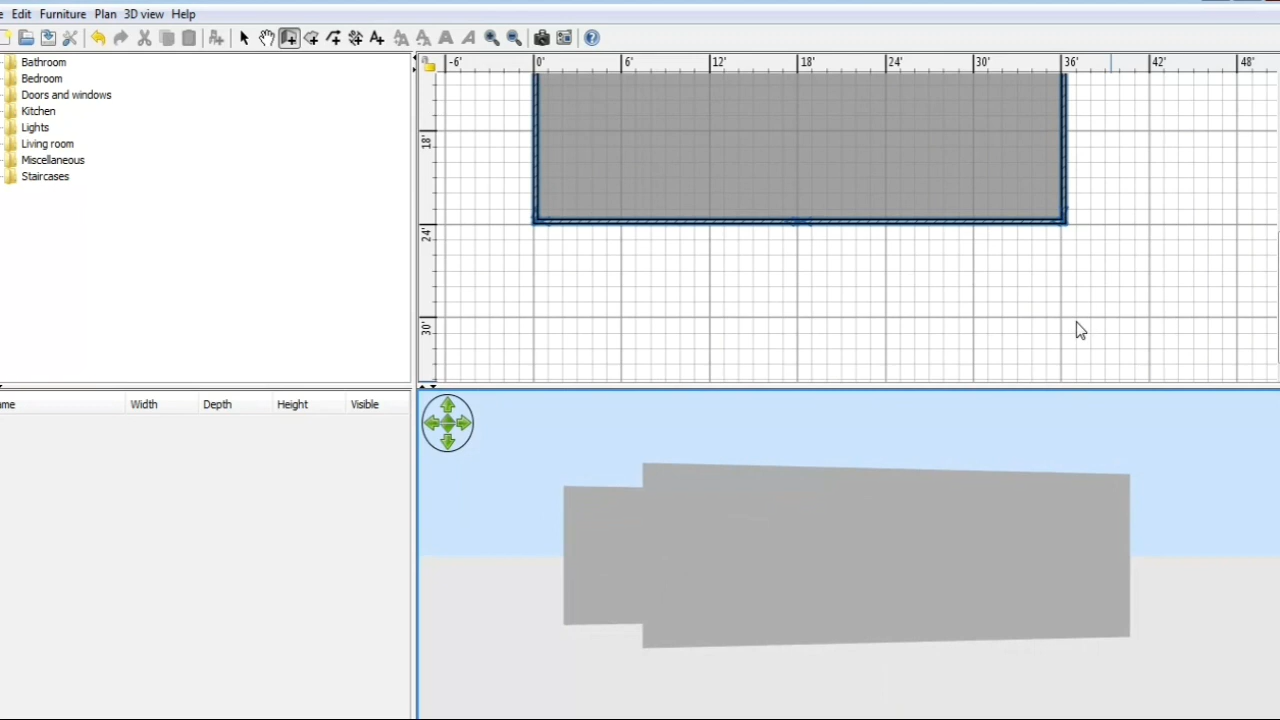 e Edit Furniture Plan 3D view Help
-6' 0' 6' 12' 18' 24' 30' 36' 42' 48'
Bathroom
Bedroom
Doors and windows
Kitchen
Lights
Living room
Miscellaneous
Staircases
18'
24'
30'
ame Width Depth Height Visible